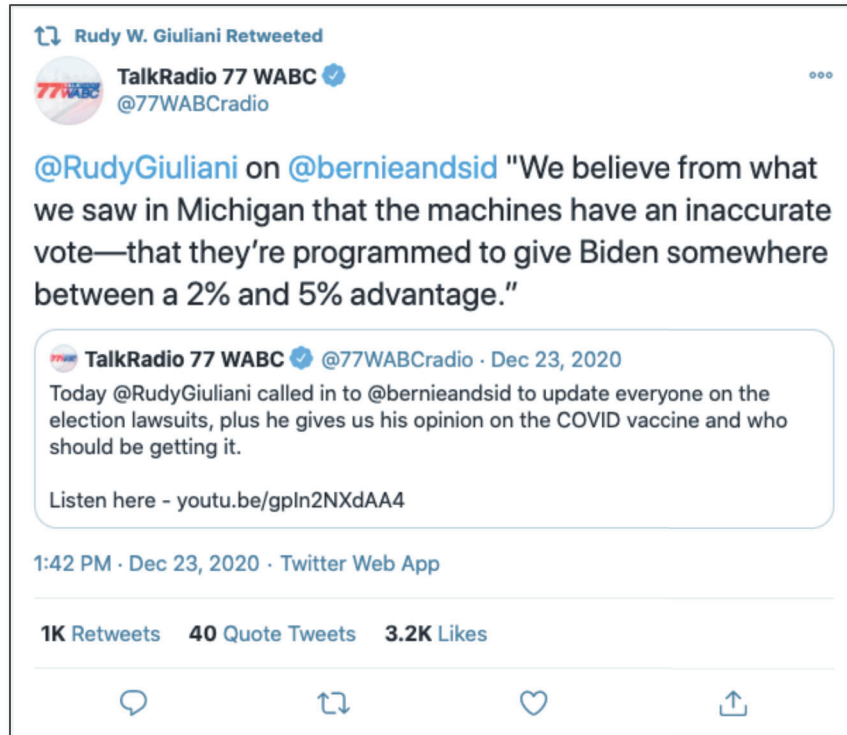 Rudy W. Giuliani Retweeted
TalkRadio 77 WABC
@77WABCradio
77 WABC
@RudyGiuliani on @bernieandsid "We believe from what
we saw in Michigan that the machines have an inaccurate
vote—that they're programmed to give Biden somewhere
between a 2% and 5% advantage.”
TalkRadio 77 WABC @77WABCradio · Dec 23, 2020
Today @RudyGiuliani called in to @bernieandsid to update everyone on the
election lawsuits, plus he gives us his opinion on the COVID vaccine and who
should be getting it.
Listen here - youtu.be/gpIn2NXdAA4
1:42 PM · Dec 23, 2020 · Twitter Web App
1K Retweets 40 Quote Tweets 3.2K Likes